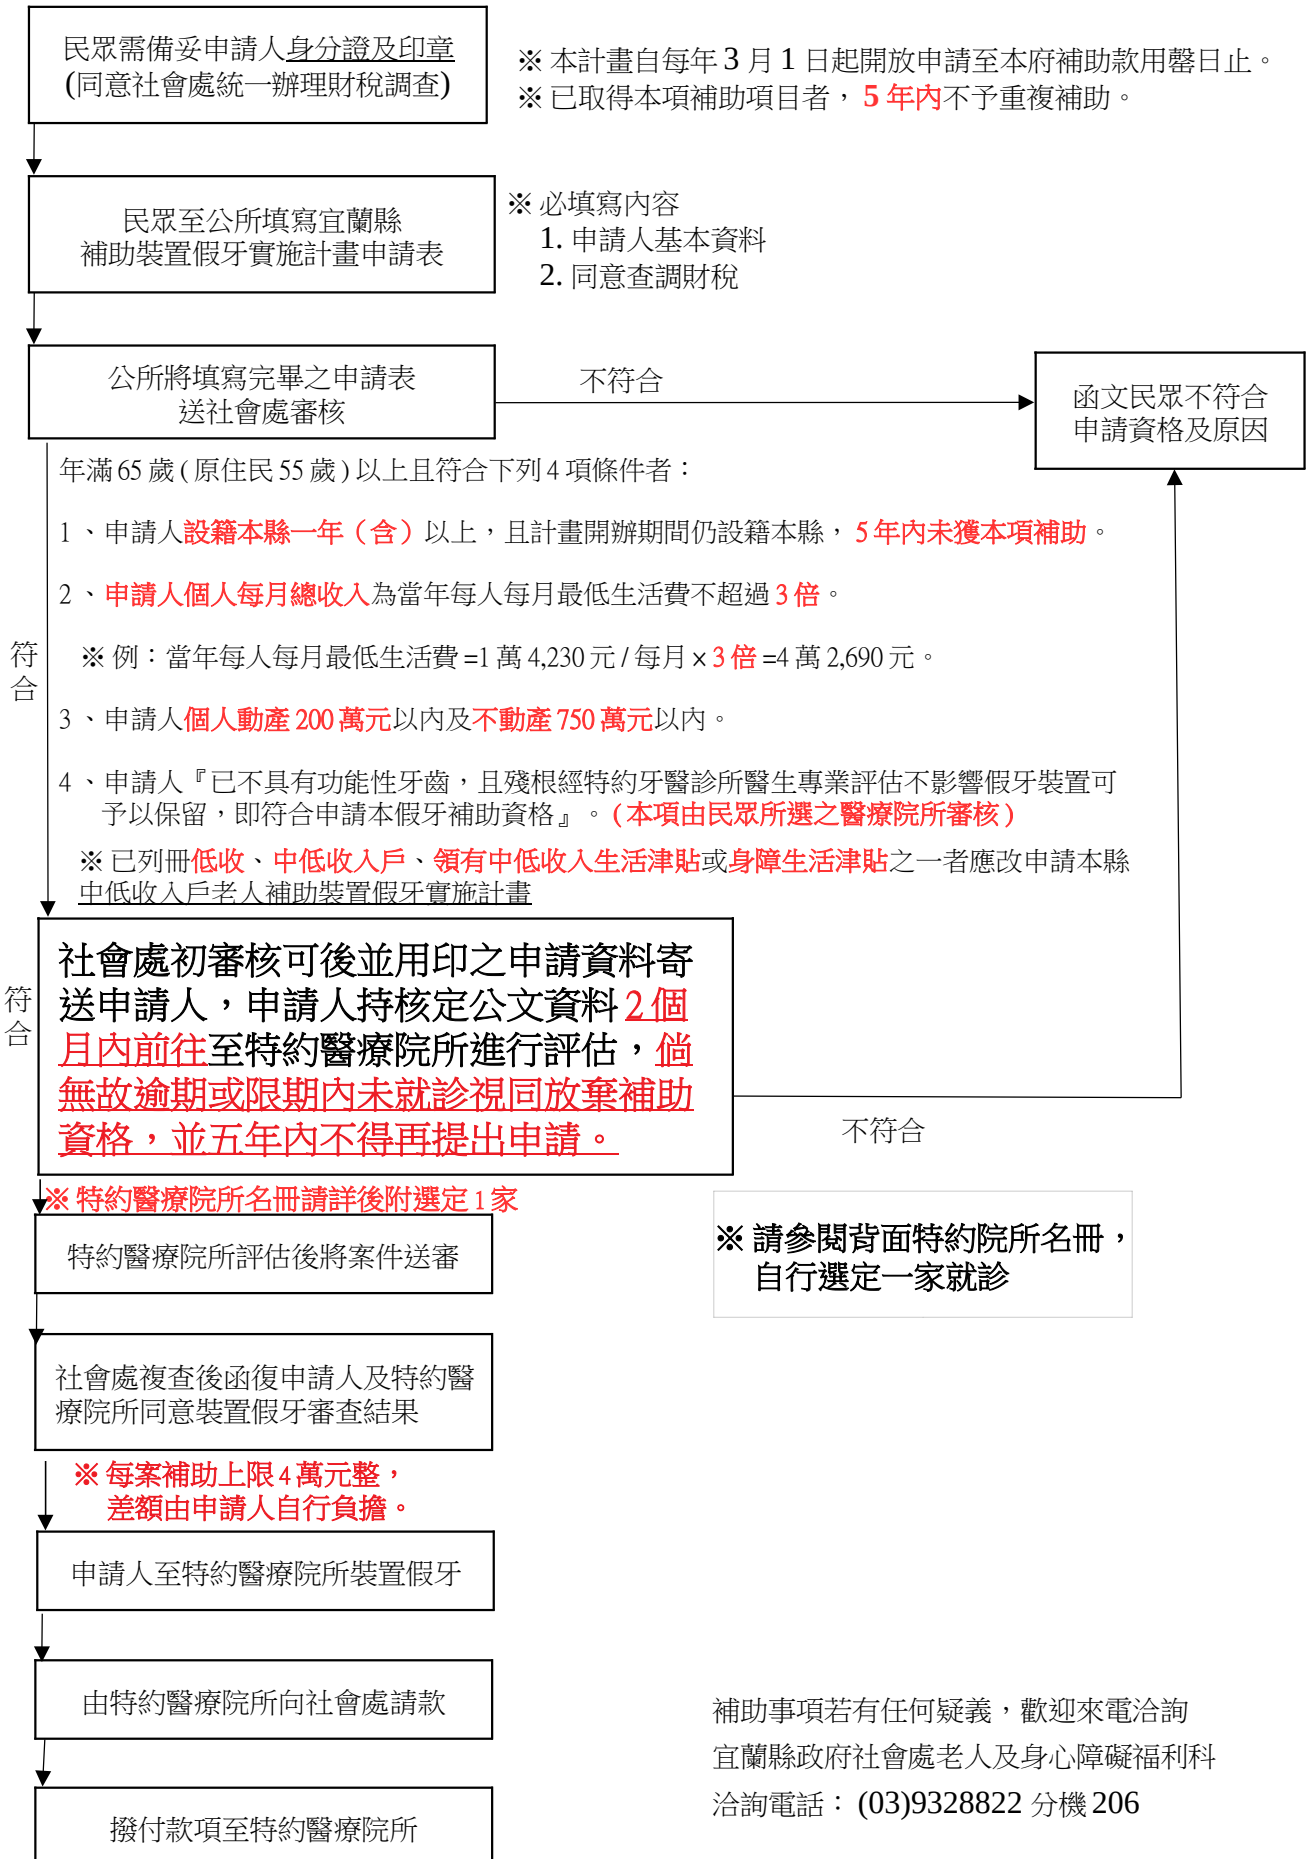 民眾需備妥申請人身分證及印章
(同意社會處統一辦理財稅調查)
※ 本計畫自每年 3 月 1 日起開放申請至本府補助款用罄日止。
※ 已取得本項補助項目者， 5 年內不予重複補助。
民眾至公所填寫宜蘭縣
補助裝置假牙實施計畫申請表
※ 必填寫內容
1. 申請人基本資料
2. 同意查調財稅
公所將填寫完畢之申請表
送社會處審核
不符合
函文民眾不符合
申請資格及原因
年滿 65 歲 ( 原住民 55 歲 ) 以上且符合下列 4 項條件者：
1 、申請人設籍本縣一年（含）以上，且計畫開辦期間仍設籍本縣， 5 年內未獲本項補助。
2 、申請人個人每月總收入為當年每人每月最低生活費不超過 3 倍。
符
合
※ 例：當年每人每月最低生活費 =1 萬 4,230 元 / 每月 × 3 倍 =4 萬 2,690 元。
3 、申請人個人動產 200 萬元以內及不動產 750 萬元以內。
4 、申請人『已不具有功能性牙齒，且殘根經特約牙醫診所醫生專業評估不影響假牙裝置可
予以保留，即符合申請本假牙補助資格』。( 本項由民眾所選之醫療院所審核 )
※ 已列冊低收、中低收入戶、領有中低收入生活津貼或身障生活津貼之一者應改申請本縣
中低收入戶老人補助裝置假牙實施計畫
社會處初審核可後並用印之申請資料寄
送申請人，申請人持核定公文資料 2 個
月內前往至特約醫療院所進行評估，倘
無故逾期或限期內未就診視同放棄補助
資格，並五年內不得再提出申請。
符
合
不符合
※ 特約醫療院所名冊請詳後附選定 1 家
特約醫療院所評估後將案件送審
※ 請參閱背面特約院所名冊，
自行選定一家就診
社會處複查後函復申請人及特約醫
療院所同意裝置假牙審查結果
※ 每案補助上限 4 萬元整，
差額由申請人自行負擔。
申請人至特約醫療院所裝置假牙
由特約醫療院所向社會處請款
撥付款項至特約醫療院所
補助事項若有任何疑義，歡迎來電洽詢
宜蘭縣政府社會處老人及身心障礙福利科
洽詢電話： (03)9328822 分機 206